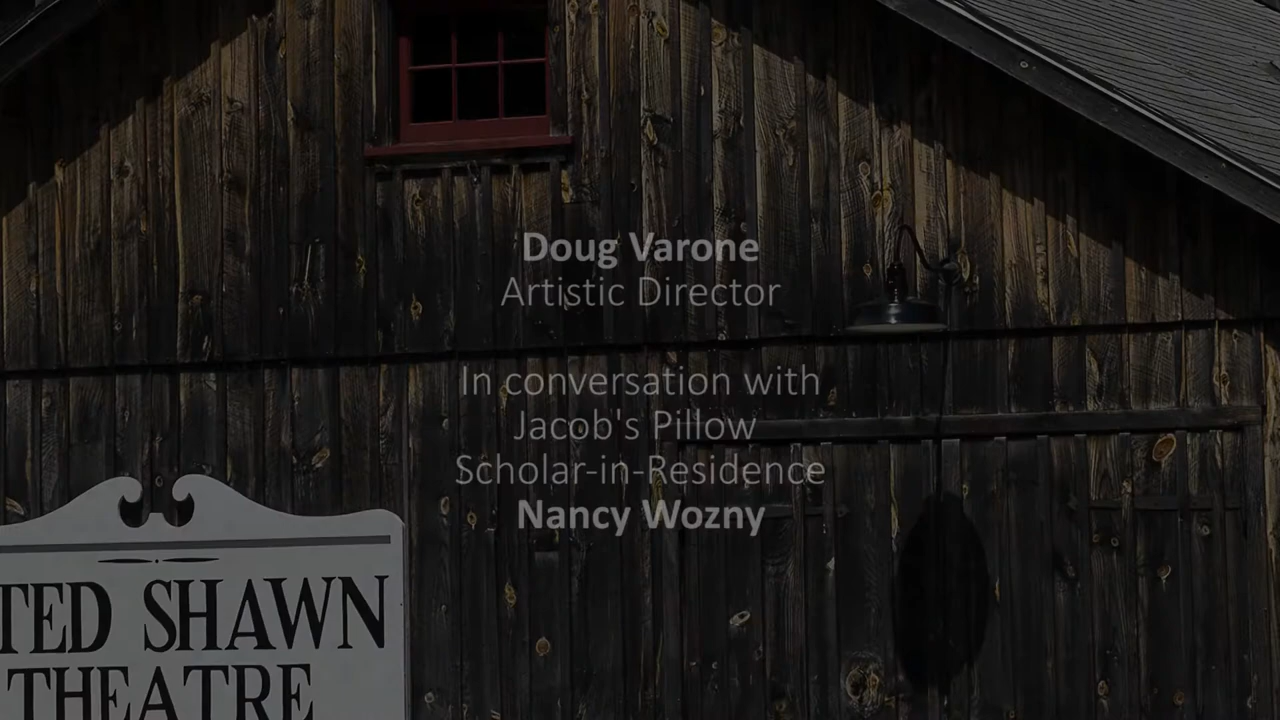 Doug Varone
Artistic Director
In conversation with
Jacob's Pillow
Scholar-in-Residence
Nancy Wozny
TED SHAWN
THEATRE